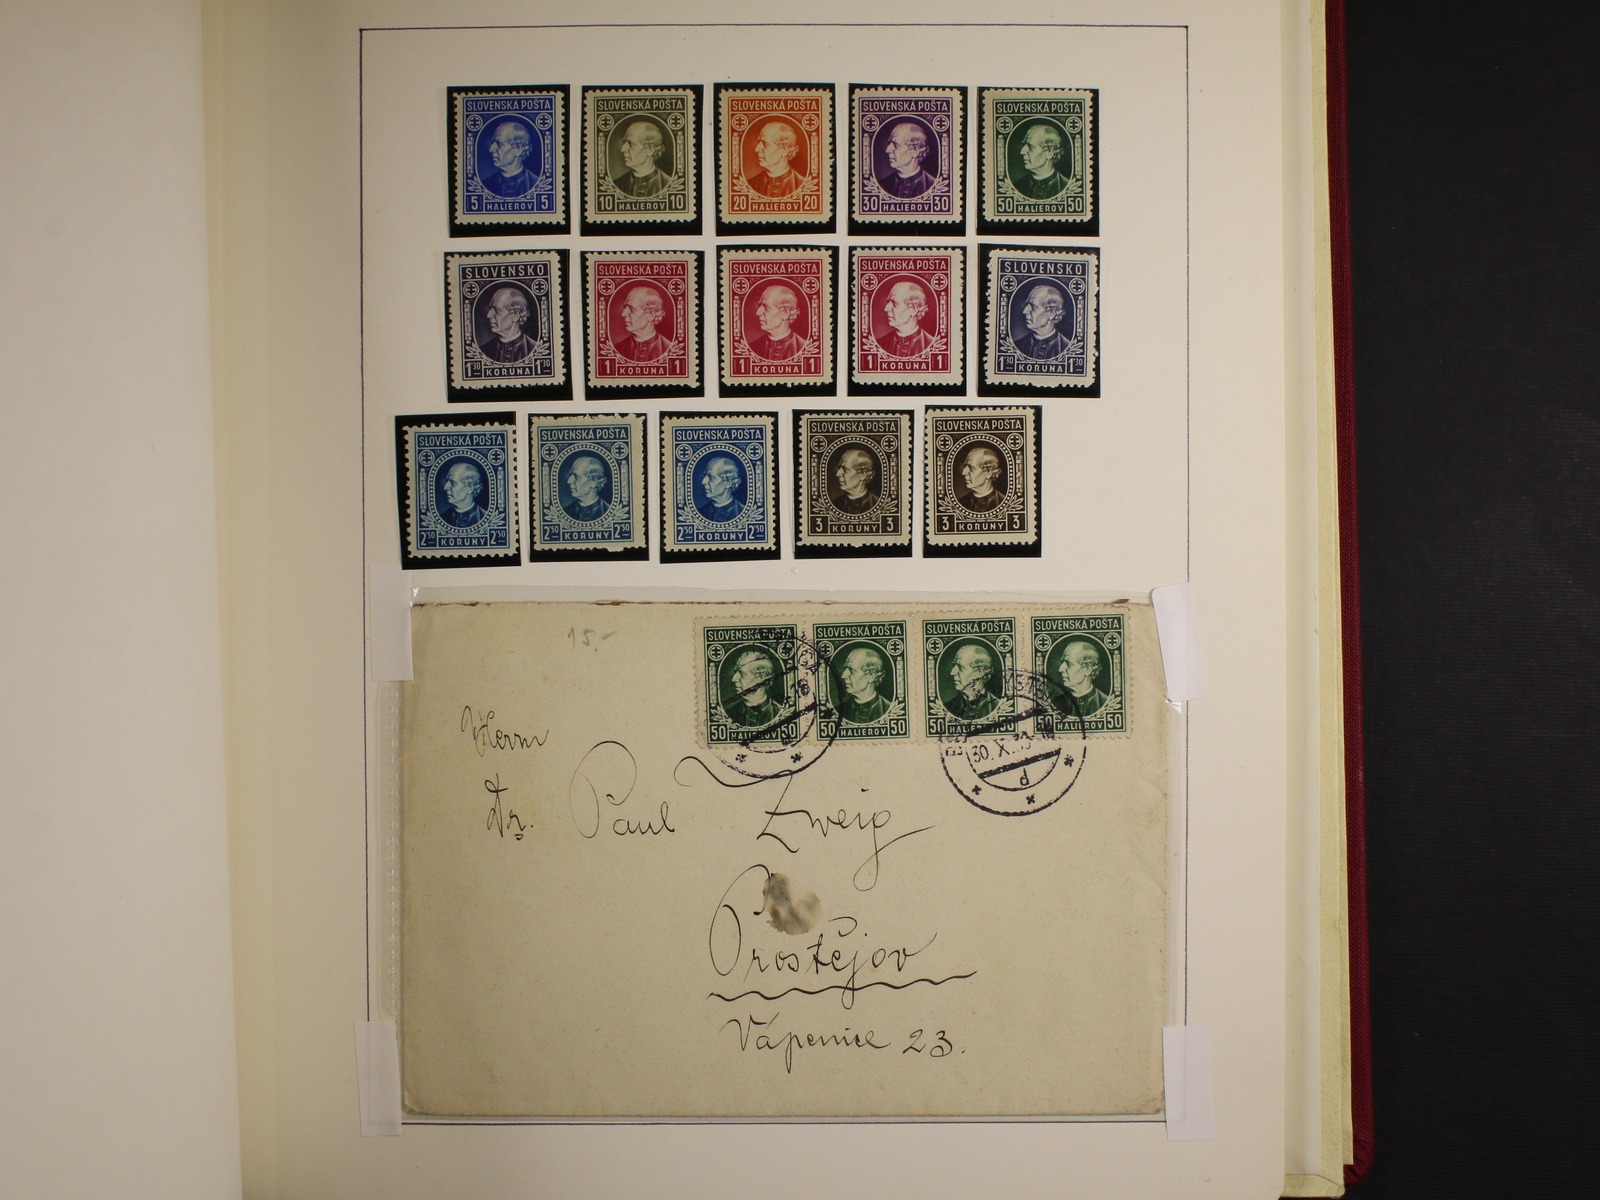 SLOVENSKÁ POŠTA
5 HALIEROV 5
SLOVENSKÁ POŠTA
10 HALIEROV 10
SLOVENSKÁ POŠTA
20 HALIEROV 20
SLOVENSKÁ POŠTA
30 HALIEROV 30
SLOVENSKÁ POŠTA
50 HALIEROV 50
SLOVENSKO
1'30 KORUNA 1'30
SLOVENSKÁ POŠTA
1 KORUNA 1
SLOVENSKÁ POŠTA
1 KORUNA 1
SLOVENSKÁ POŠTA
1 KORUNA 1
SLOVENSKO
1'30 KORUNA 1'30
SLOVENSKÁ POŠTA
2'50 KORUNY 2'50
SLOVENSKÁ POŠTA
2'50 KORUNY 2'50
SLOVENSKÁ POŠTA
2'50 KORUNY 2'50
SLOVENSKÁ POŠTA
3 KORUNY 3
SLOVENSKÁ POŠTA
3 KORUNY 3
15.-
SLOVENSKÁ POŠTA
50 HALIEROV 50
SLOVENSKÁ POŠTA
50 HALIEROV 50
SLOVENSKÁ POŠTA
50 HALIEROV 50
SLOVENSKÁ POŠTA
50 HALIEROV 50
30. X.
d
Herrn
Dr. Paul Zweig
Prostějov
Vápenice 23.